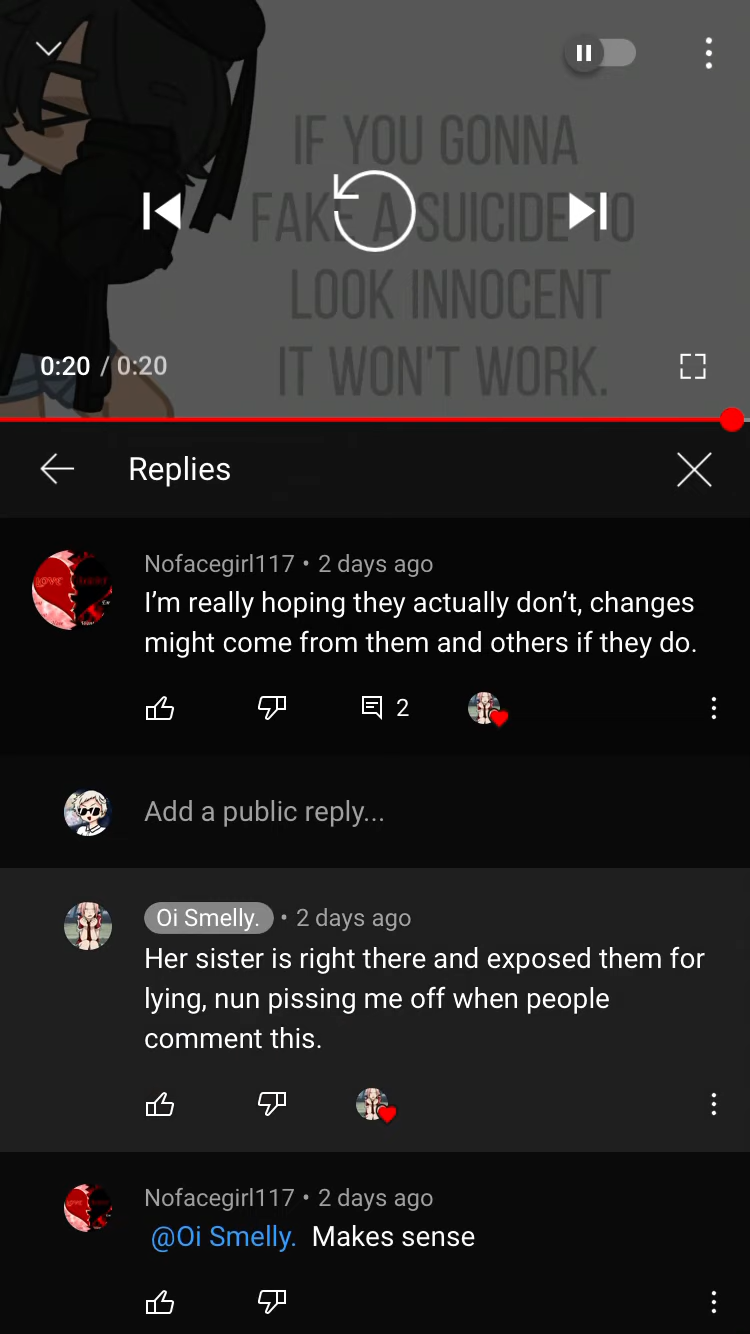 IF YOU GONNA
FAKE A SUICIDE TO
LOOK INNOCENT
IT WON'T WORK.
0:20 / 0:20
Replies
Nofacegirl117 • 2 days ago
I’m really hoping they actually don’t, changes
might come from them and others if they do.
2
Add a public reply...
Oi Smelly. • 2 days ago
Her sister is right there and exposed them for
lying, nun pissing me off when people
comment this.
Nofacegirl117 • 2 days ago
@Oi Smelly. Makes sense